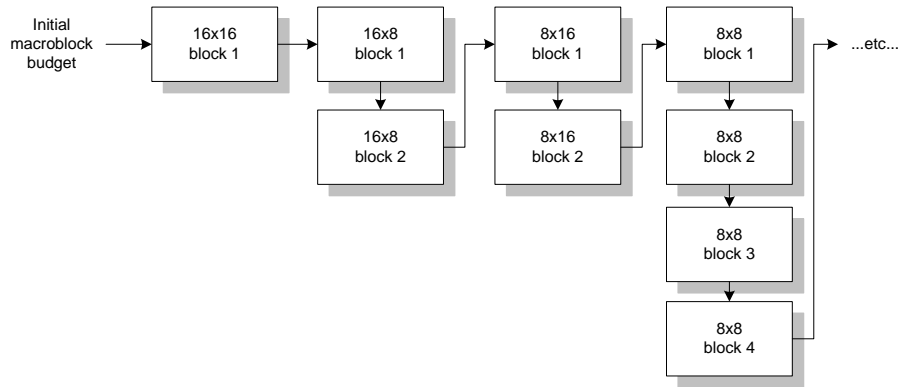 Initial
macroblock
budget
16x16
block 1
16x8
block 1
16x8
block 2
8x16
block 1
8x16
block 2
8x8
block 1
8x8
block 2
8x8
block 3
8x8
block 4
...etc...